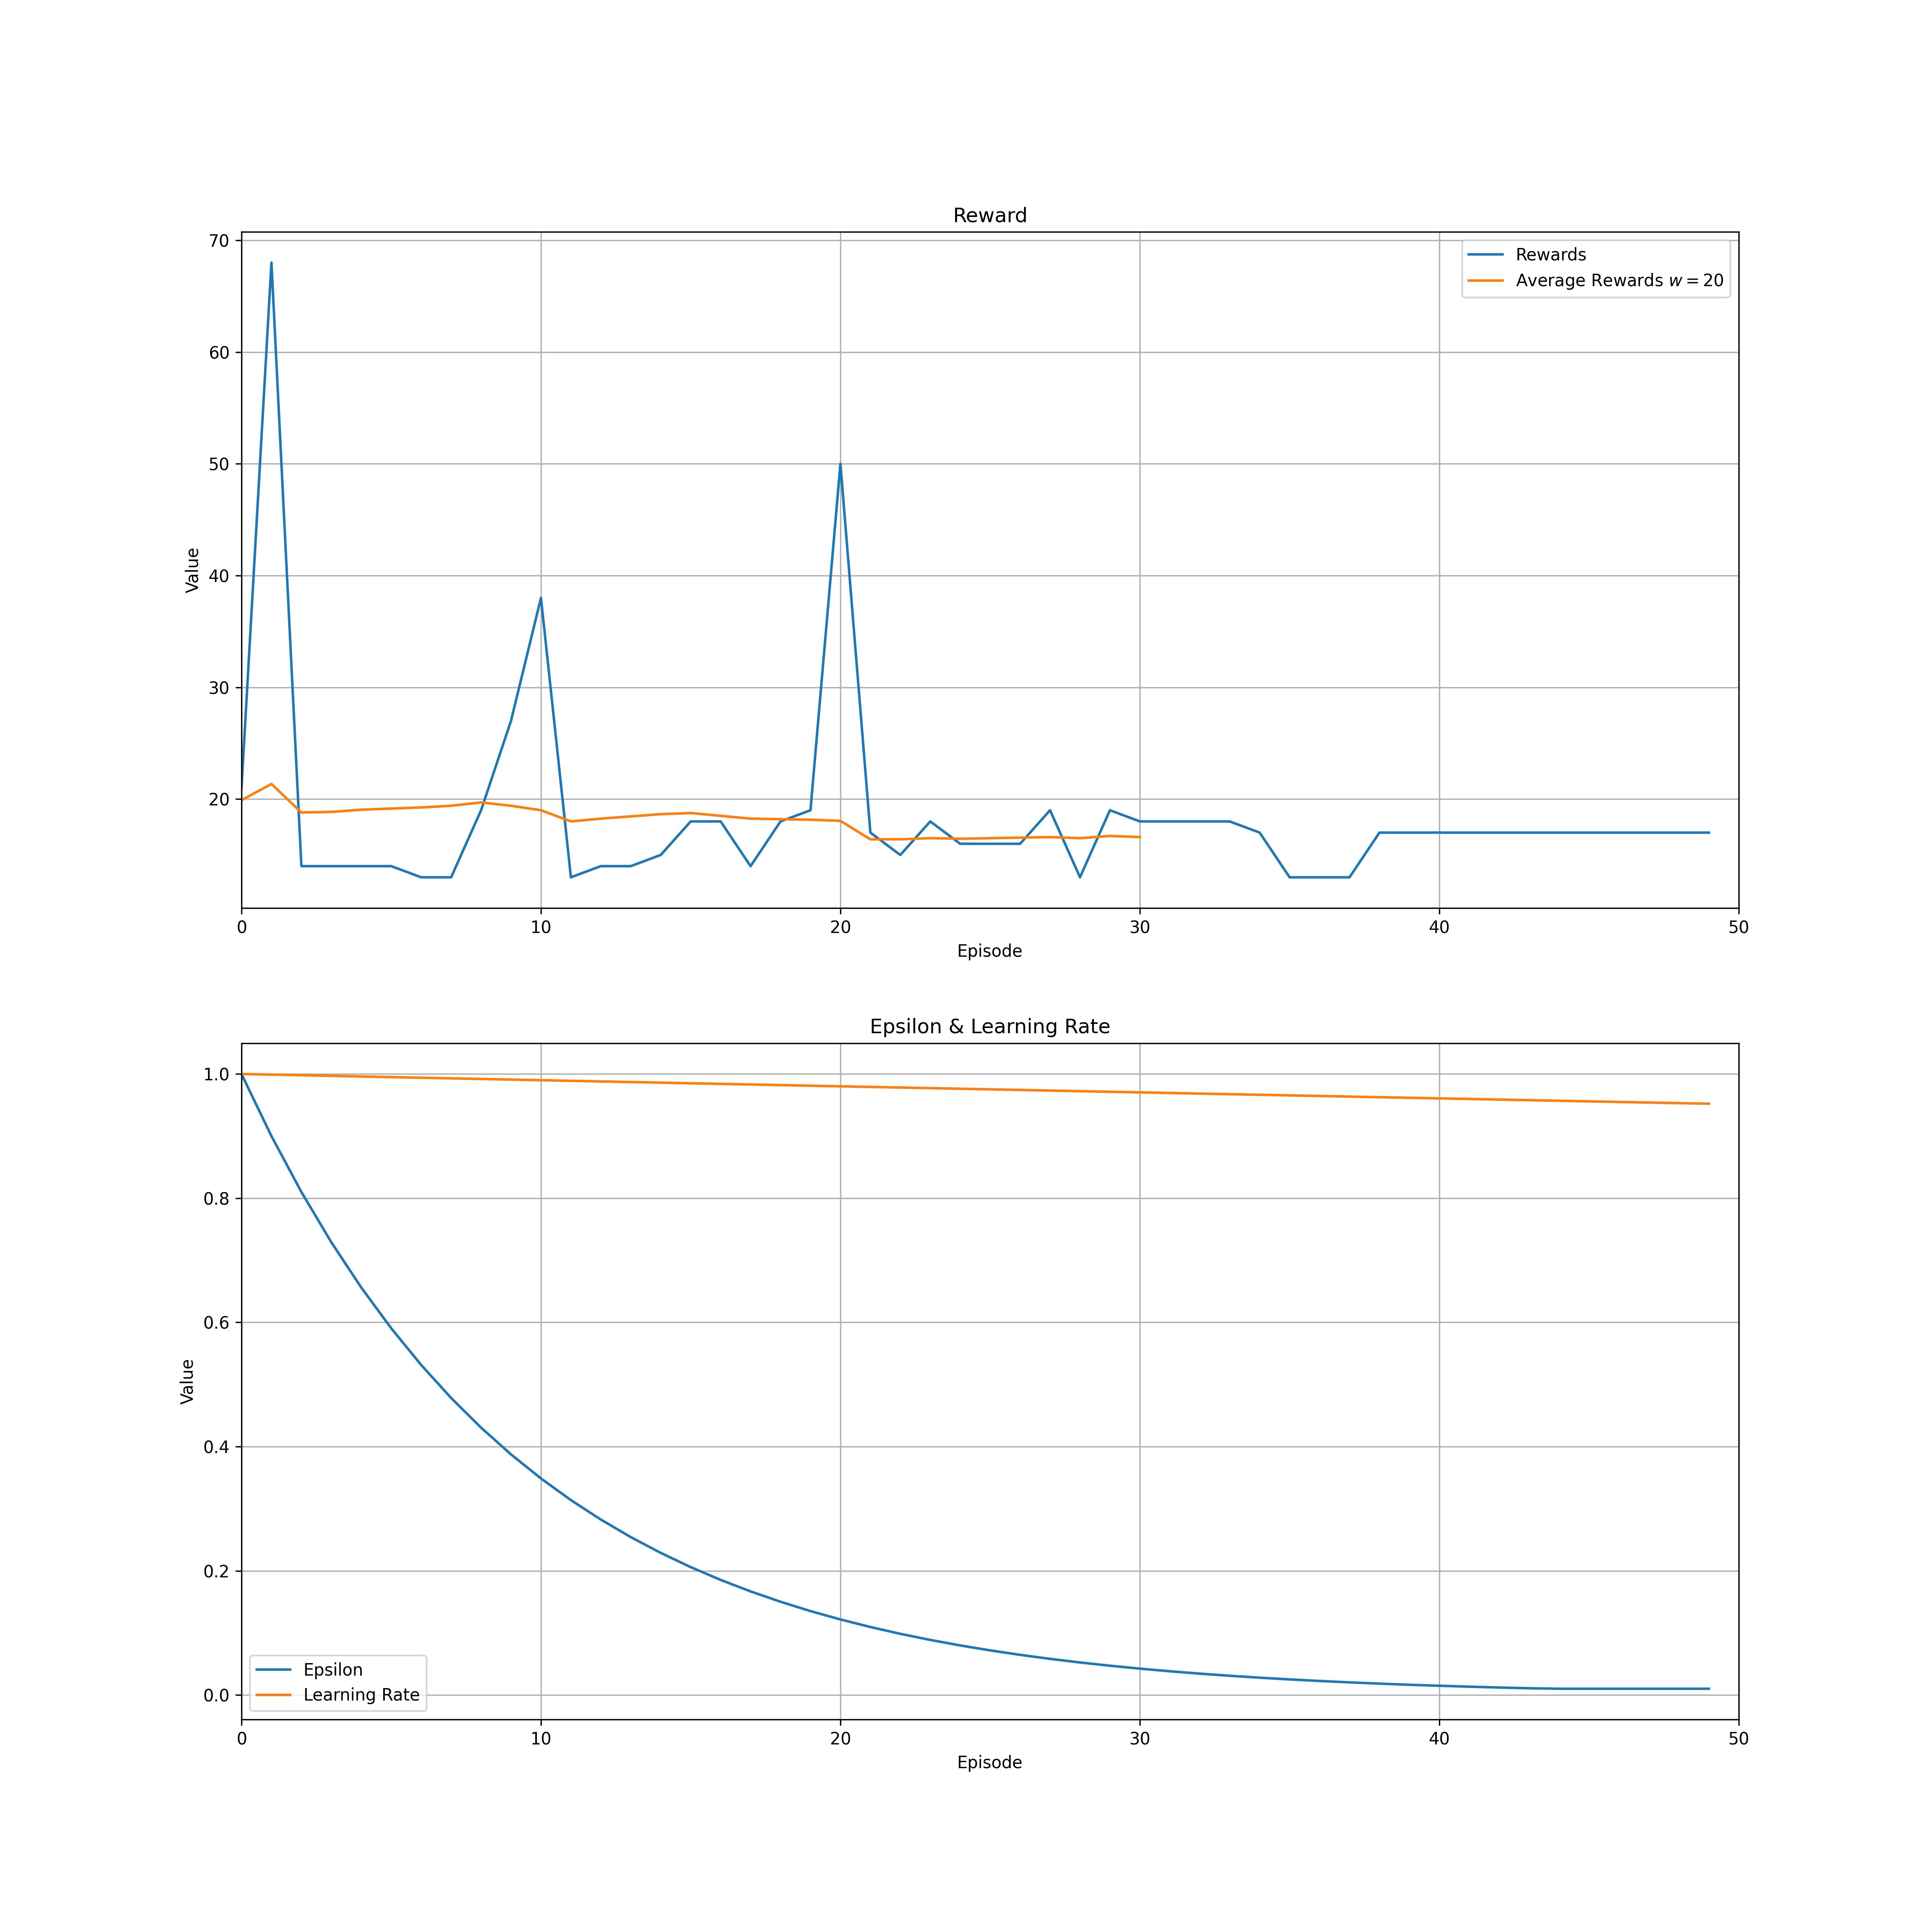 Reward
70
60
50
40
30
20
Value
Rewards
Average Rewards w = 20
0 10 20 30 40 50
Episode
Epsilon & Learning Rate
1.0
0.8
0.6
0.4
0.2
0.0
Value
Epsilon
Learning Rate
0 10 20 30 40 50
Episode